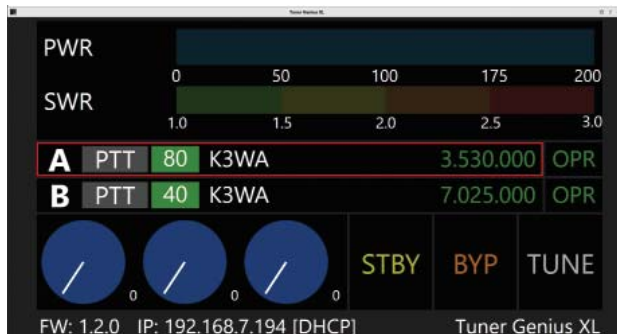 Tuner Genius XL
PWR
0 50 100 175 200
SWR
1.0 1.5 2.0 2.5 3.0
A PTT 80 K3WA 3.530.000 OPR
B PTT 40 K3WA 7.025.000 OPR
0 0 0 STBY BYP TUNE
FW: 1.2.0 IP: 192.168.7.194 [DHCP] Tuner Genius XL